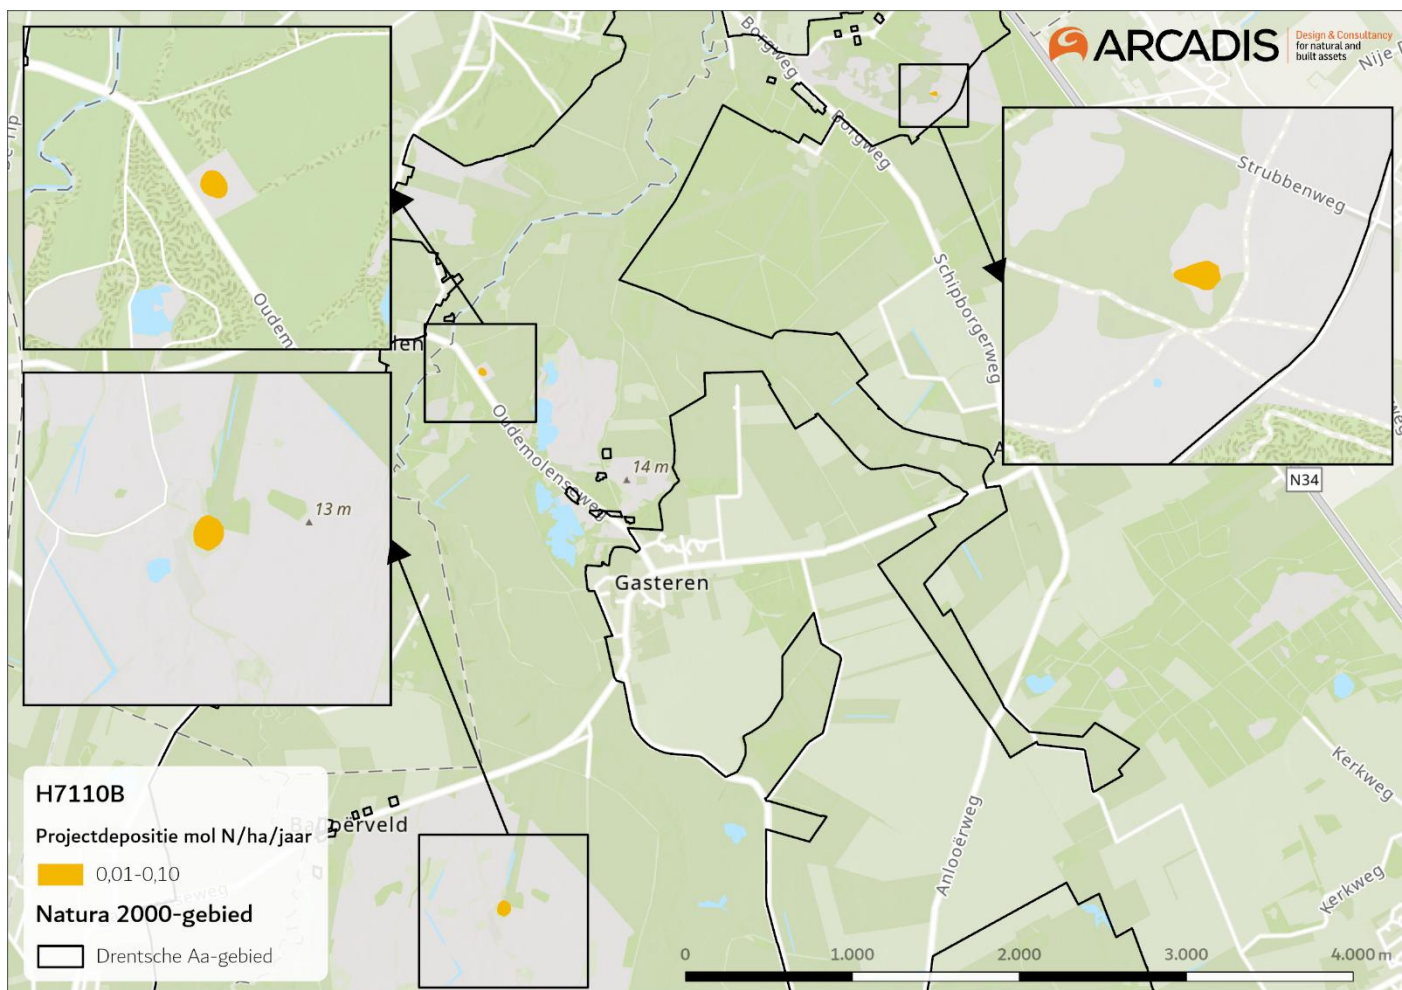 ARCADIS
Design & Consultancy
for natural and
built assets
Borgweg
Borgweg
Strubbenweg
Schipborgerweg
Oudem
len
Oudemolenseweg
14 m
13 m
N34
Gasteren
Kerkweg
Kerkweg
Anlooërweg
H7110B
Projectdepositie mol N/ha/jaar
0,01-0,10
Natura 2000-gebied
Drentsche Aa-gebied
0 1.000 2.000 3.000 4.000 m